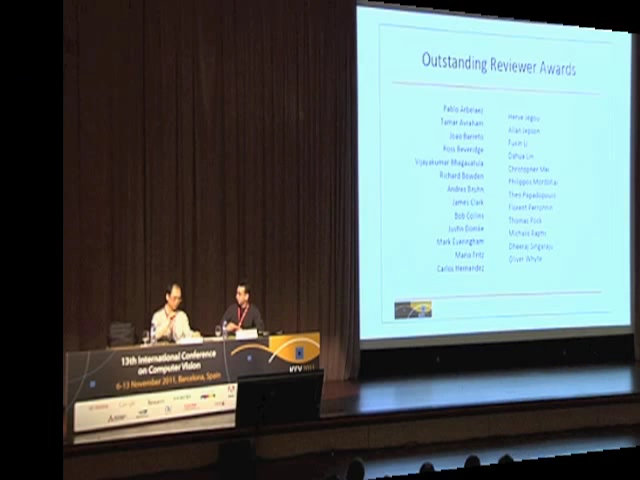 Outstanding Reviewer Awards
Pablo Arbelaez
Tamar Avraham
Joao Barreto
Ross Beveridge
Vijayakumar Bhagavatula
Richard Bowden
Andres Bruhn
James Clark
Bob Collins
Justin Domke
Mark Everingham
Mario Fritz
Carlos Hernandez
Herve Jegou
Allan Jepson
Fuxin Li
Dahua Lin
Christopher Mei
Philippos Mordohai
Theo Papadopoulo
Florent Perronnin
Thomas Pock
Michalis Raptis
Dheeraj Singaraju
Oliver Whyte
13th International Conference
on Computer Vision
6-13 November 2011, Barcelona, Spain
Google